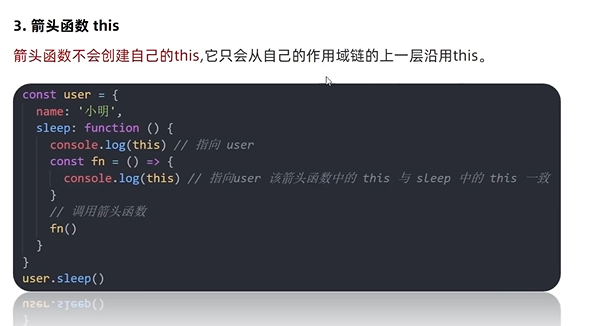 3. 箭头函数 this
箭头函数不会创建自己的this,它只会从自己的作用域链的上一层沿用this。
const user = {
name: '小明',
sleep: function () {
console.log(this) // 指向 user
const fn = () => {
console.log(this) // 指向user 该箭头函数中的 this 与 sleep 中的 this 一致
}
// 调用箭头函数
fn()
}
}
user.sleep()